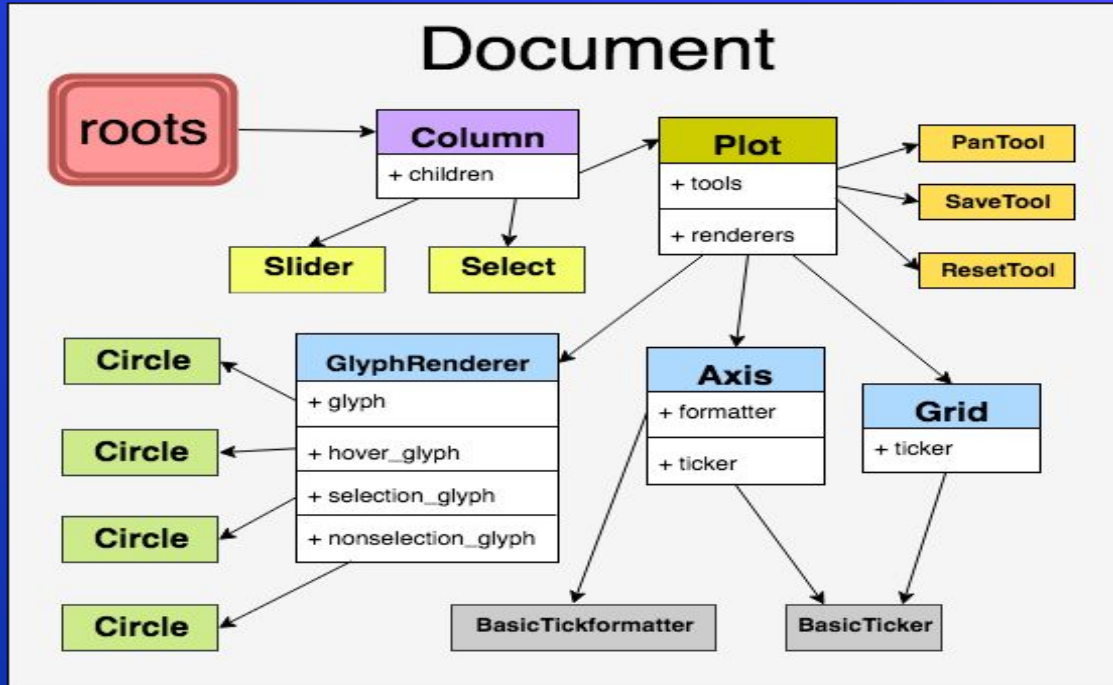 Document
roots
Column
+ children
Plot
+ tools
+ renderers
PanTool
SaveTool
ResetTool
Slider
Select
Circle
Circle
Circle
Circle
GlyphRenderer
+ glyph
+ hover_glyph
+ selection_glyph
+ nonselection_glyph
Axis
+ formatter
+ ticker
Grid
+ ticker
BasicTickformatter
BasicTicker